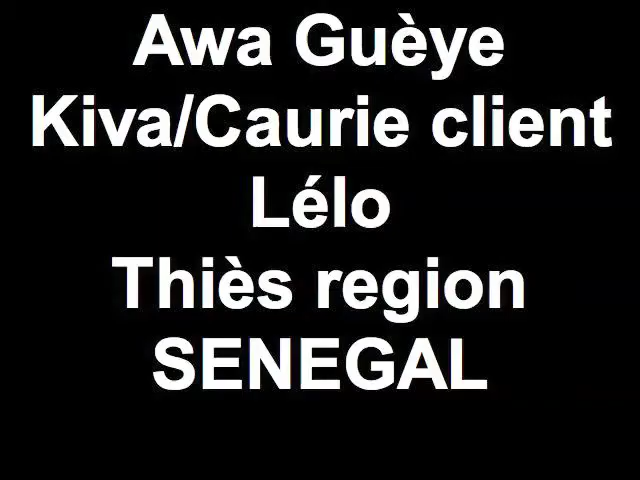 Awa Guèye
Kiva/Caurie client
Lélo
Thiès region
SENEGAL